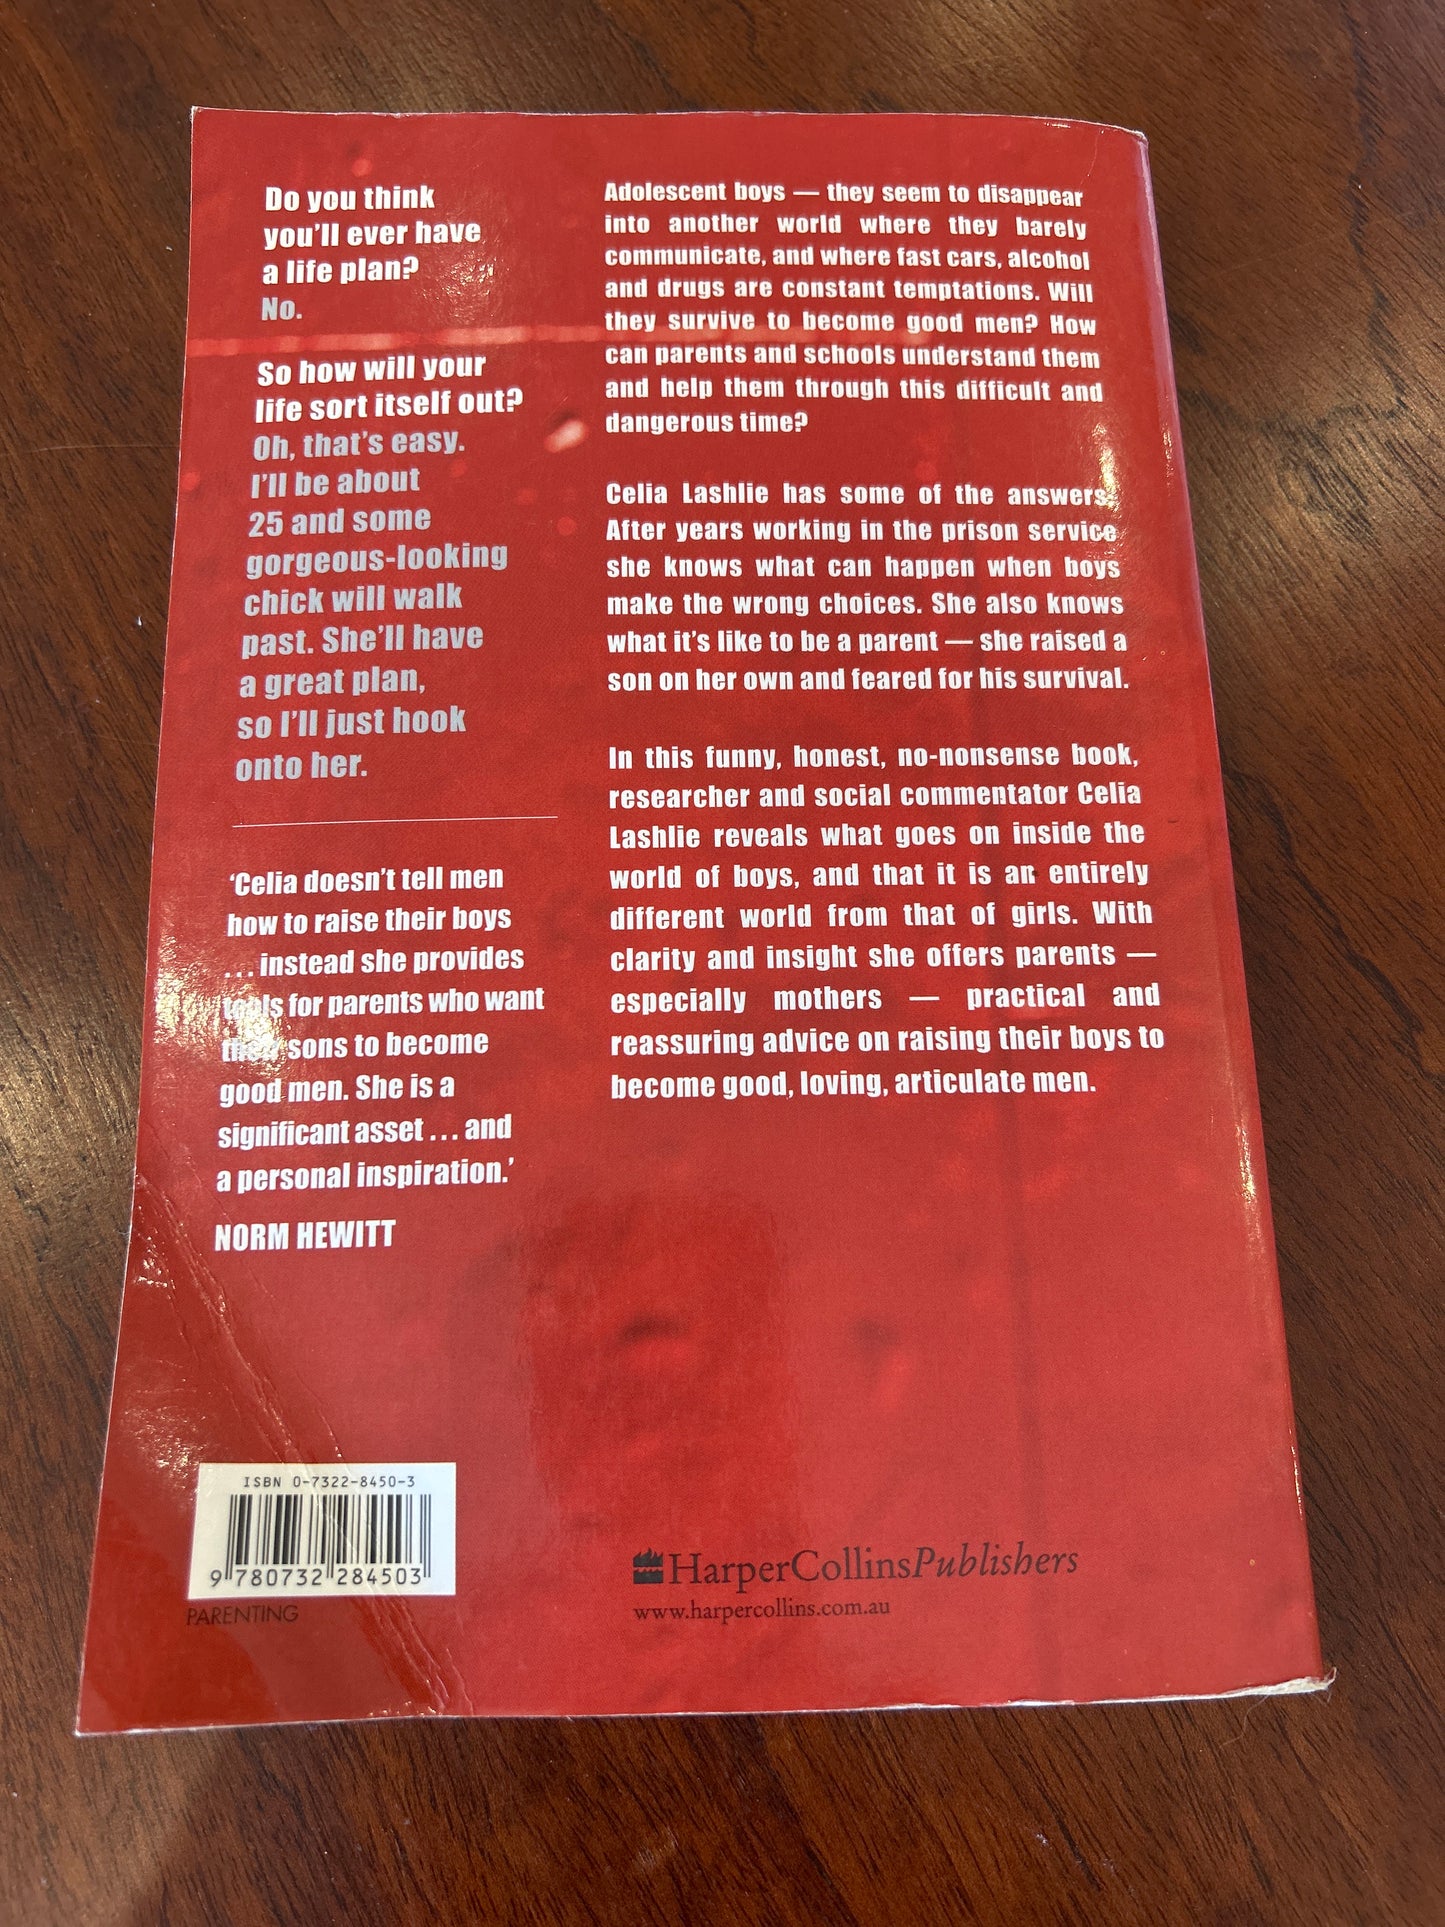 Do you think
you'll ever have
a life plan?
No.
So how will your
life sort itself out?
Oh, that's easy.
I'll be about
25 and some
gorgeous-looking
chick will walk
past. She'll have
a great plan,
so I'll just hook
onto her.
‘Celia doesn't tell men
how to raise their boys
. . . instead she provides
tools for parents who want
their sons to become
good men. She is a
significant asset . . . and
a personal inspiration.’
NORM HEWITT
Adolescent boys — they seem to disappear
into another world where they barely
communicate, and where fast cars, alcohol
and drugs are constant temptations. Will
they survive to become good men? How
can parents and schools understand them
and help them through this difficult and
dangerous time?
Celia Lashlie has some of the answers.
After years working in the prison service
she knows what can happen when boys
make the wrong choices. She also knows
what it's like to be a parent — she raised a
son on her own and feared for his survival.
In this funny, honest, no-nonsense book,
researcher and social commentator Celia
Lashlie reveals what goes on inside the
world of boys, and that it is an entirely
different world from that of girls. With
clarity and insight she offers parents —
especially mothers — practical and
reassuring advice on raising their boys to
become good, loving, articulate men.
ISBN 0-7322-8450-3
9 780732 284503
PARENTING
HarperCollinsPublishers
www.harpercollins.com.au